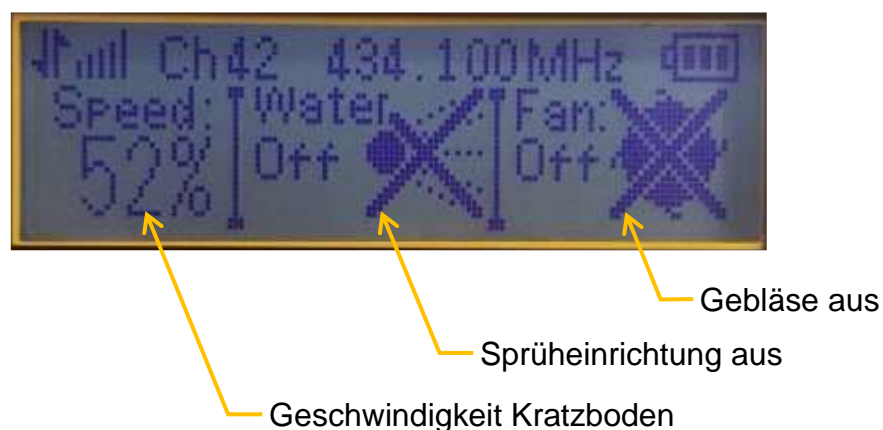 Ch42 434.100MHz
Speed: Water Fan:
52% Off Off
Gebläse aus
Sprüheinrichtung aus
Geschwindigkeit Kratzboden